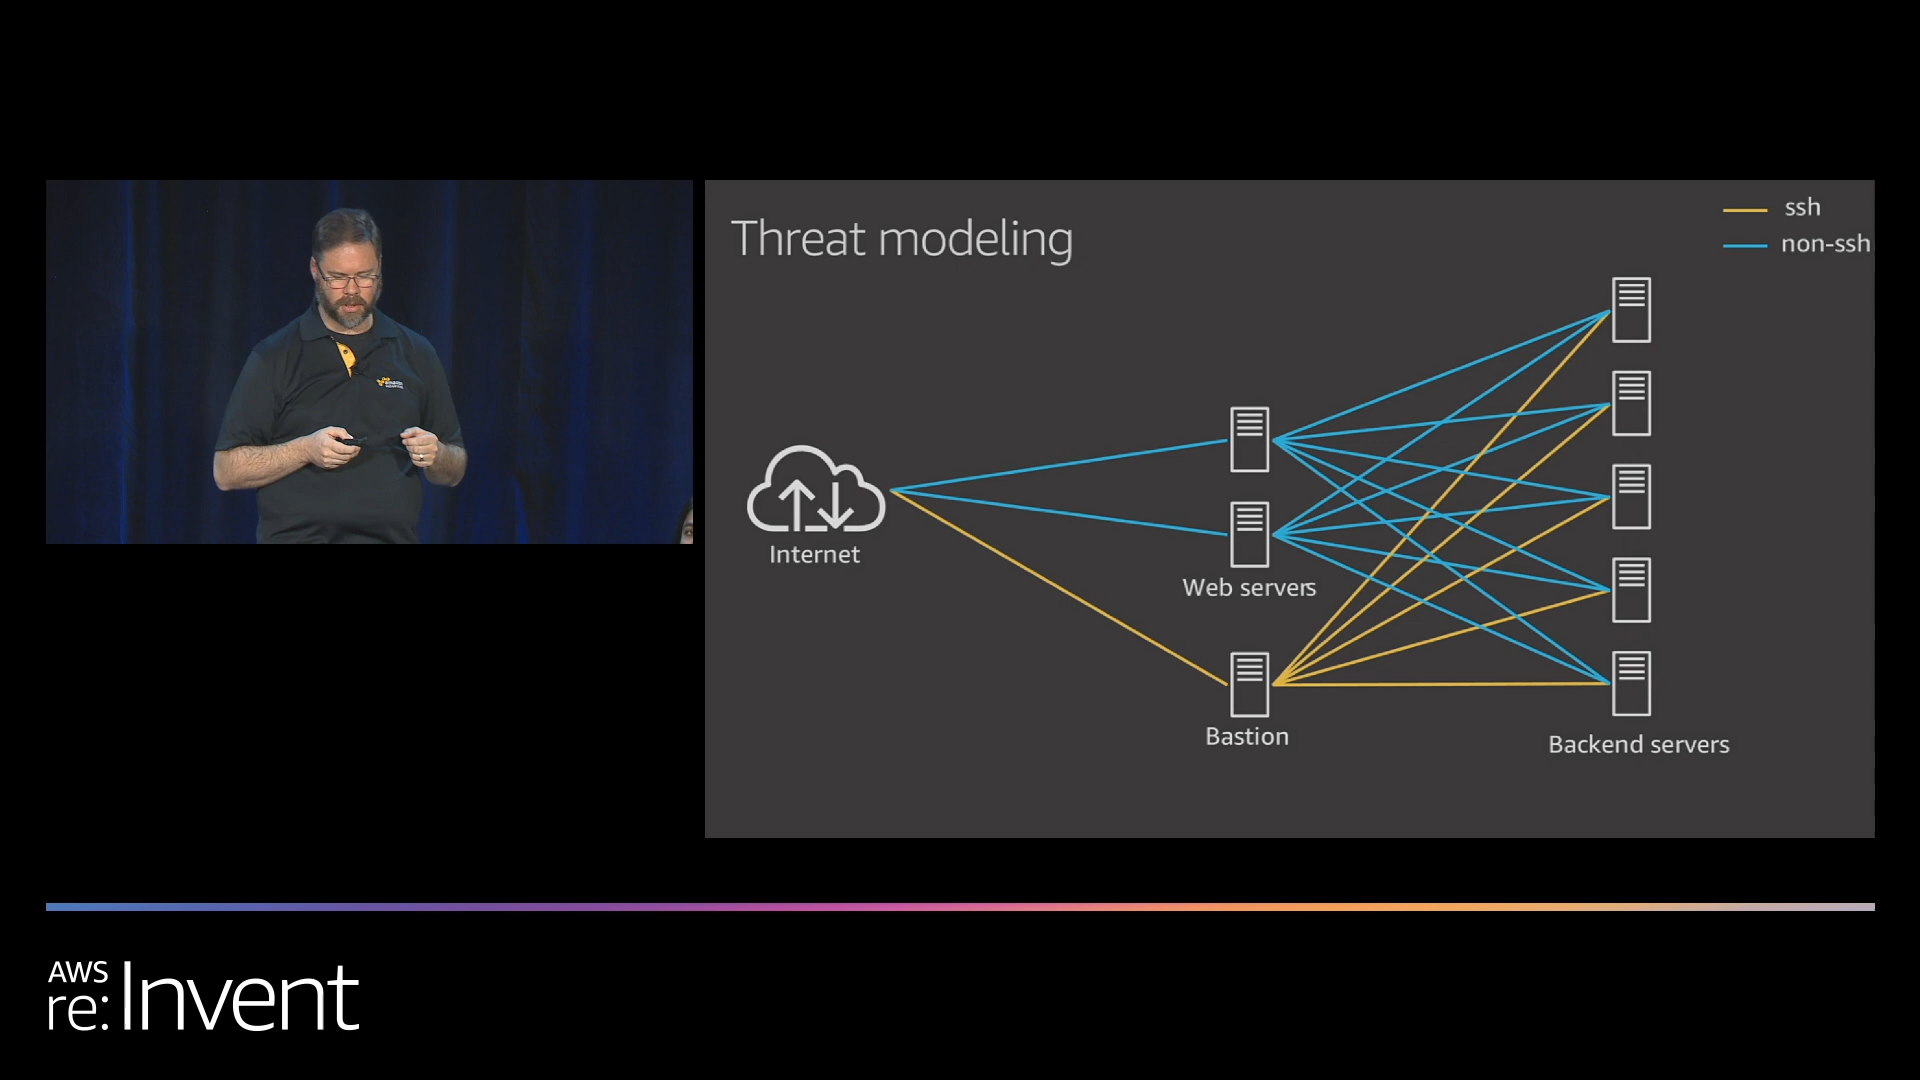 Threat modeling
ssh
non-ssh
Internet
Web servers
Bastion
Backend servers
AWS
re:Invent